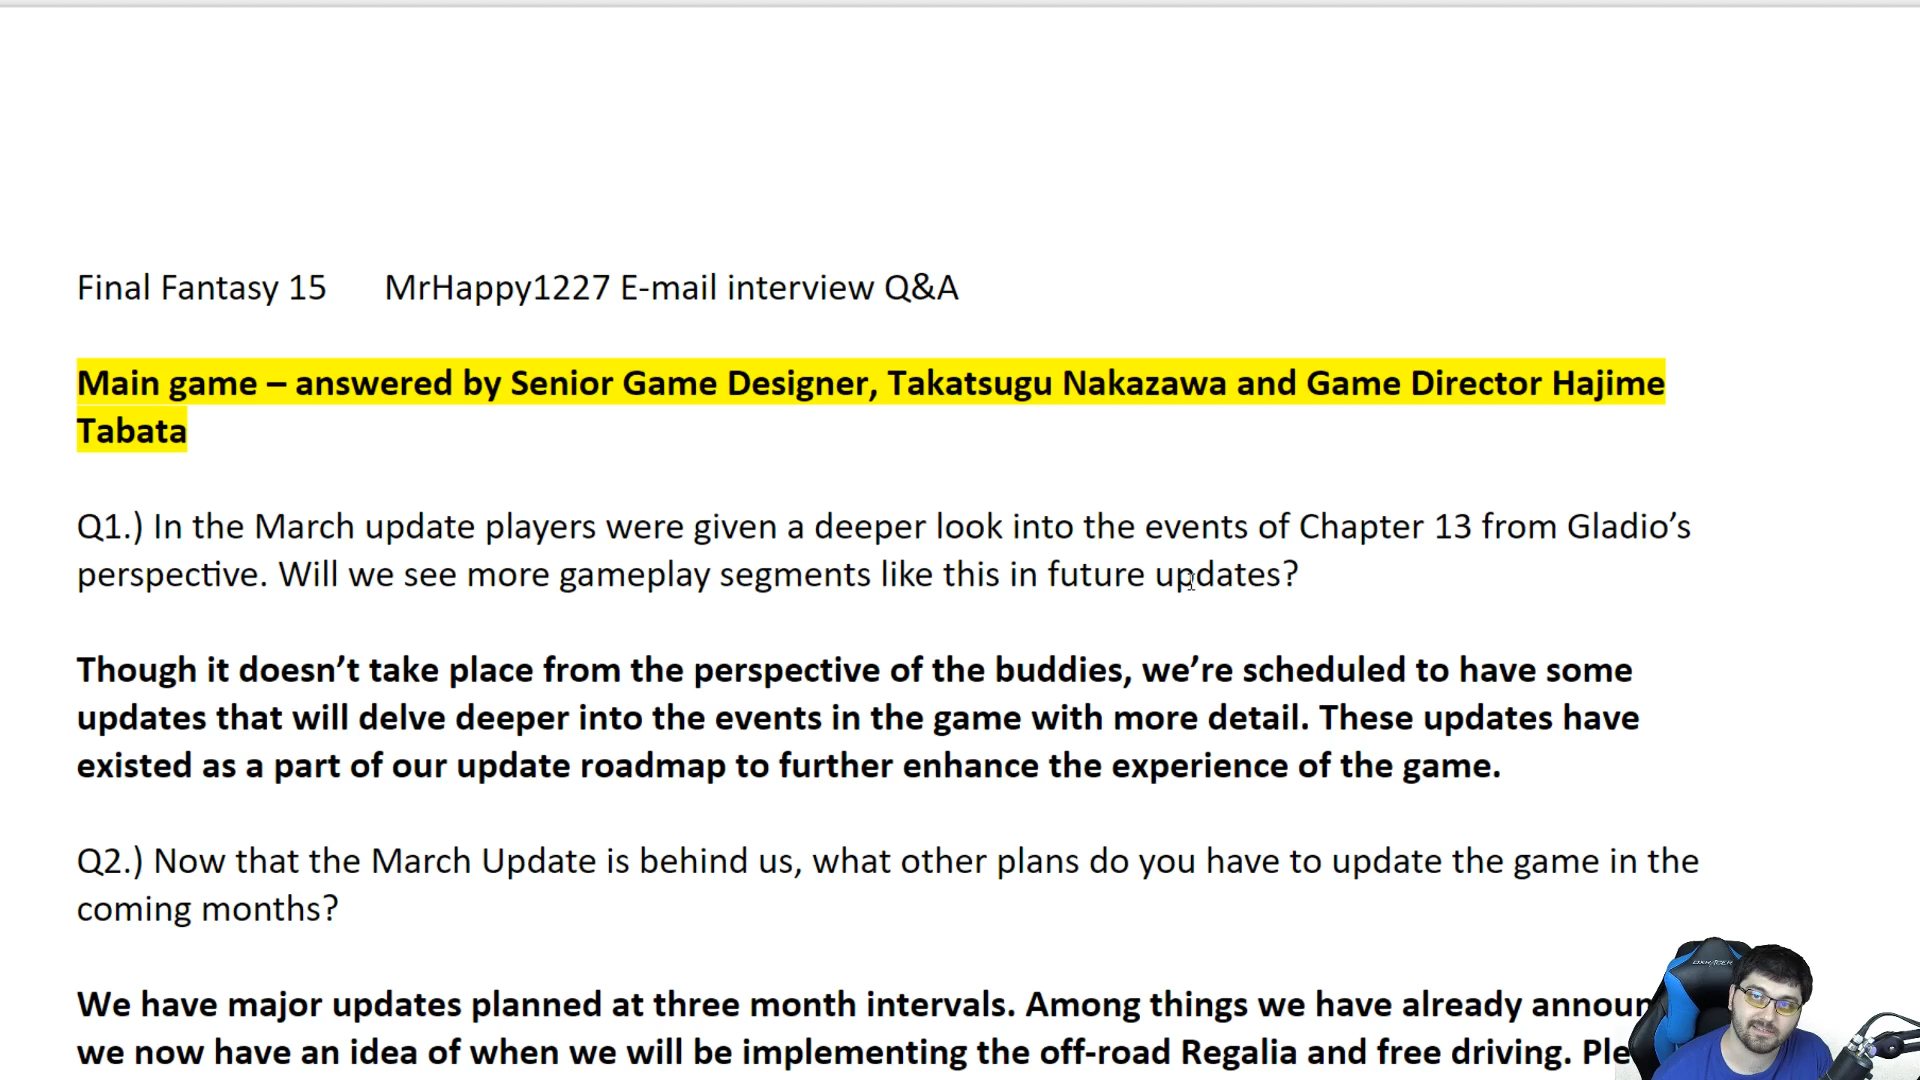 Final Fantasy 15 MrHappy1227 E-mail interview Q&A
Main game – answered by Senior Game Designer, Takatsugu Nakazawa and Game Director Hajime
Tabata
Q1.) In the March update players were given a deeper look into the events of Chapter 13 from Gladio’s
perspective. Will we see more gameplay segments like this in future updates?
Though it doesn’t take place from the perspective of the buddies, we’re scheduled to have some
updates that will delve deeper into the events in the game with more detail. These updates have
existed as a part of our update roadmap to further enhance the experience of the game.
Q2.) Now that the March Update is behind us, what other plans do you have to update the game in the
coming months?
We have major updates planned at three month intervals. Among things we have already announ
we now have an idea of when we will be implementing the off-road Regalia and free driving. Ple
DXRACER